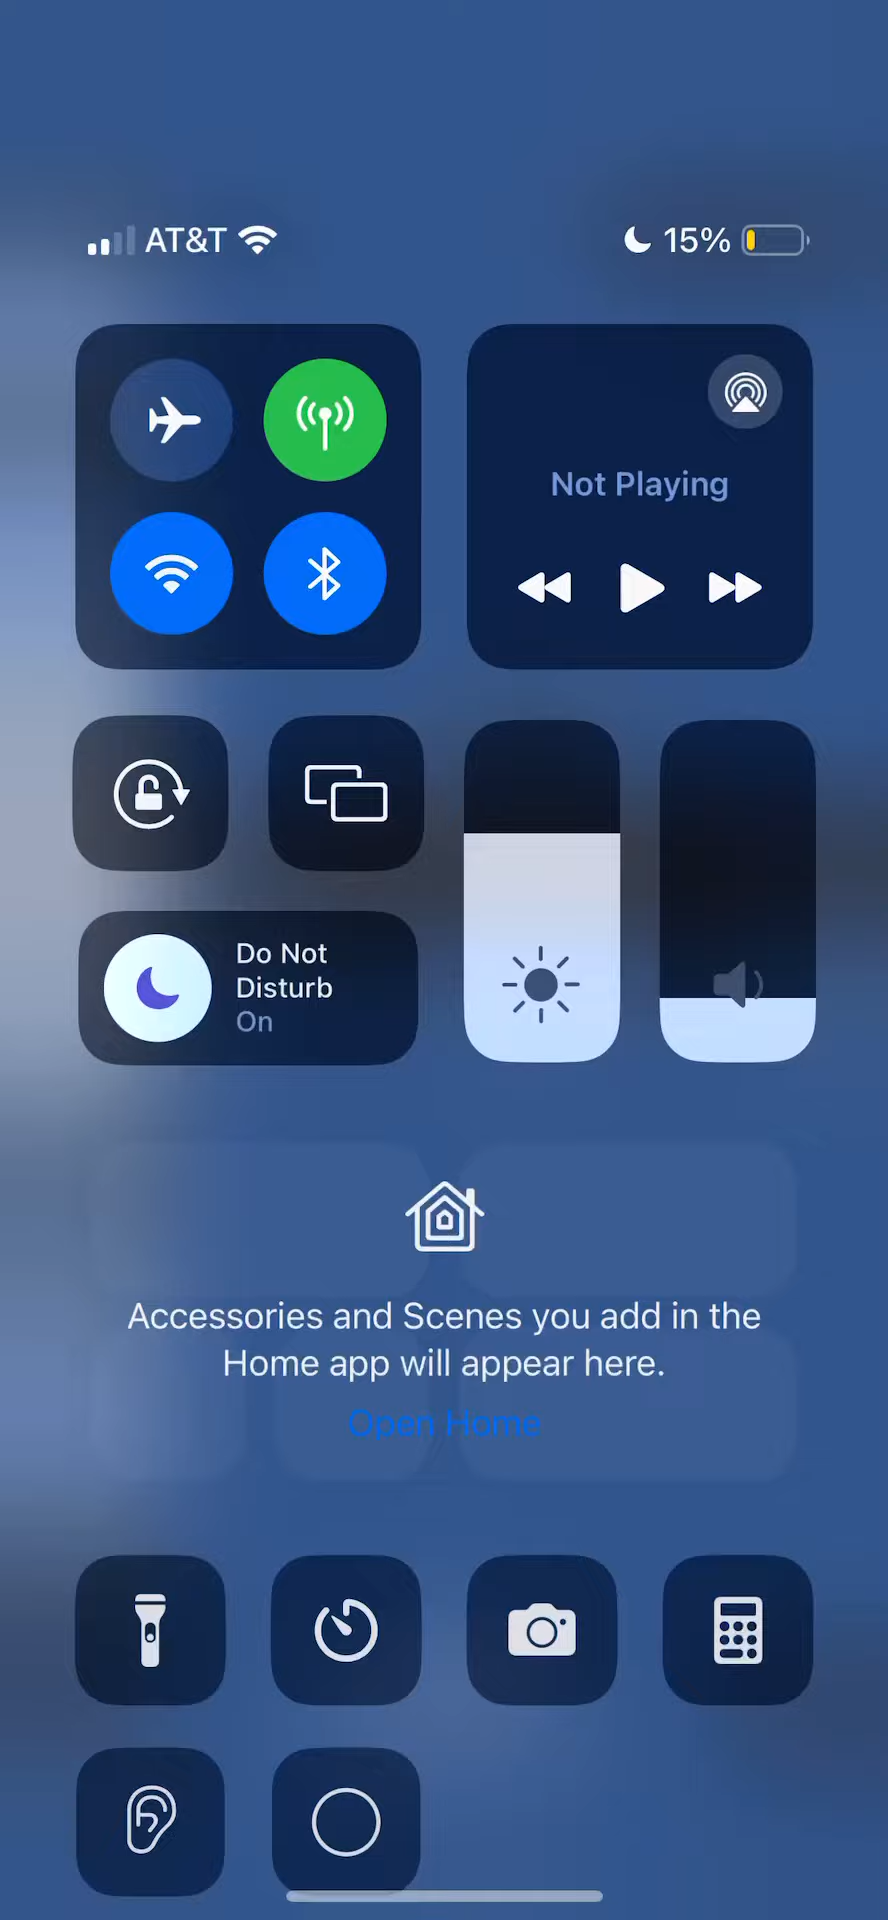 AT&T 15%
Not Playing
Do Not
Disturb
On
Accessories and Scenes you add in the
Home app will appear here.
Open Home